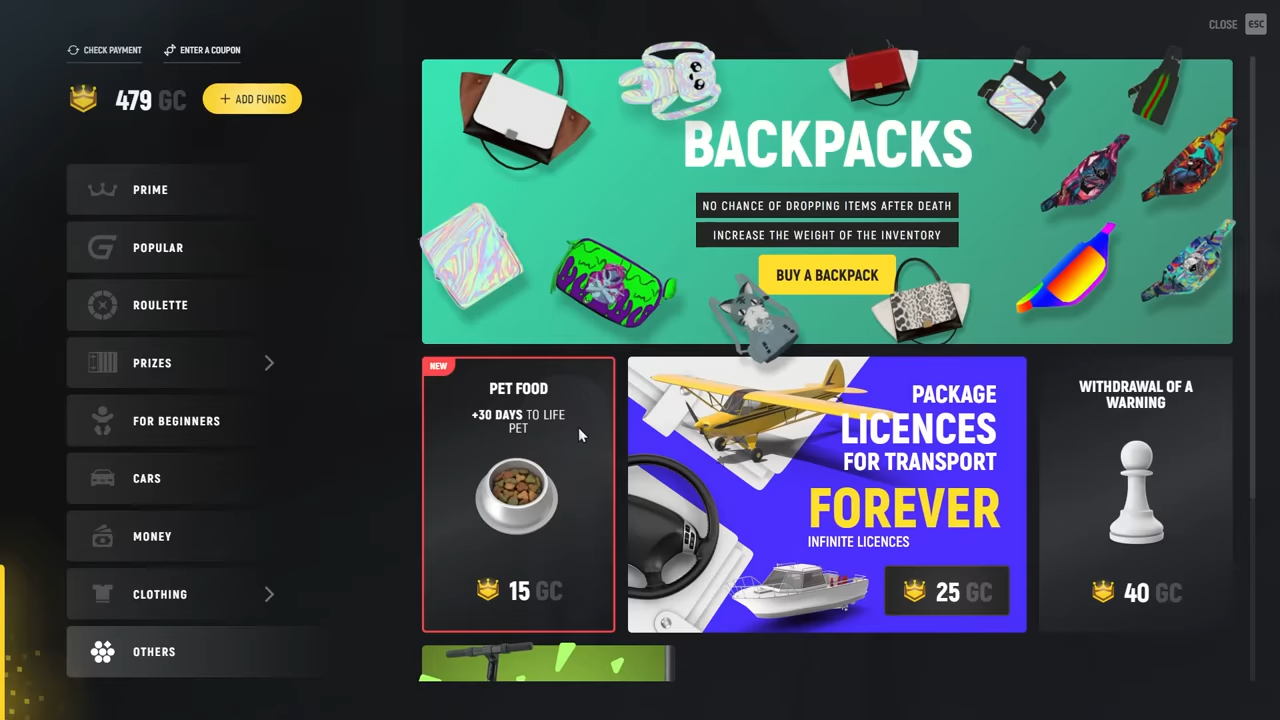 CLOSE ESC
CHECK PAYMENT
ENTER A COUPON
479 GC
+ ADD FUNDS
PRIME
POPULAR
ROULETTE
PRIZES
FOR BEGINNERS
CARS
MONEY
CLOTHING
OTHERS
BACKPACKS
NO CHANCE OF DROPPING ITEMS AFTER DEATH
INCREASE THE WEIGHT OF THE INVENTORY
BUY A BACKPACK
NEW
PET FOOD
+30 DAYS TO LIFE
PET
15 GC
PACKAGE
LICENCES
FOR TRANSPORT
FOREVER
INFINITE LICENCES
25 GC
WITHDRAWAL OF A
WARNING
40 GC